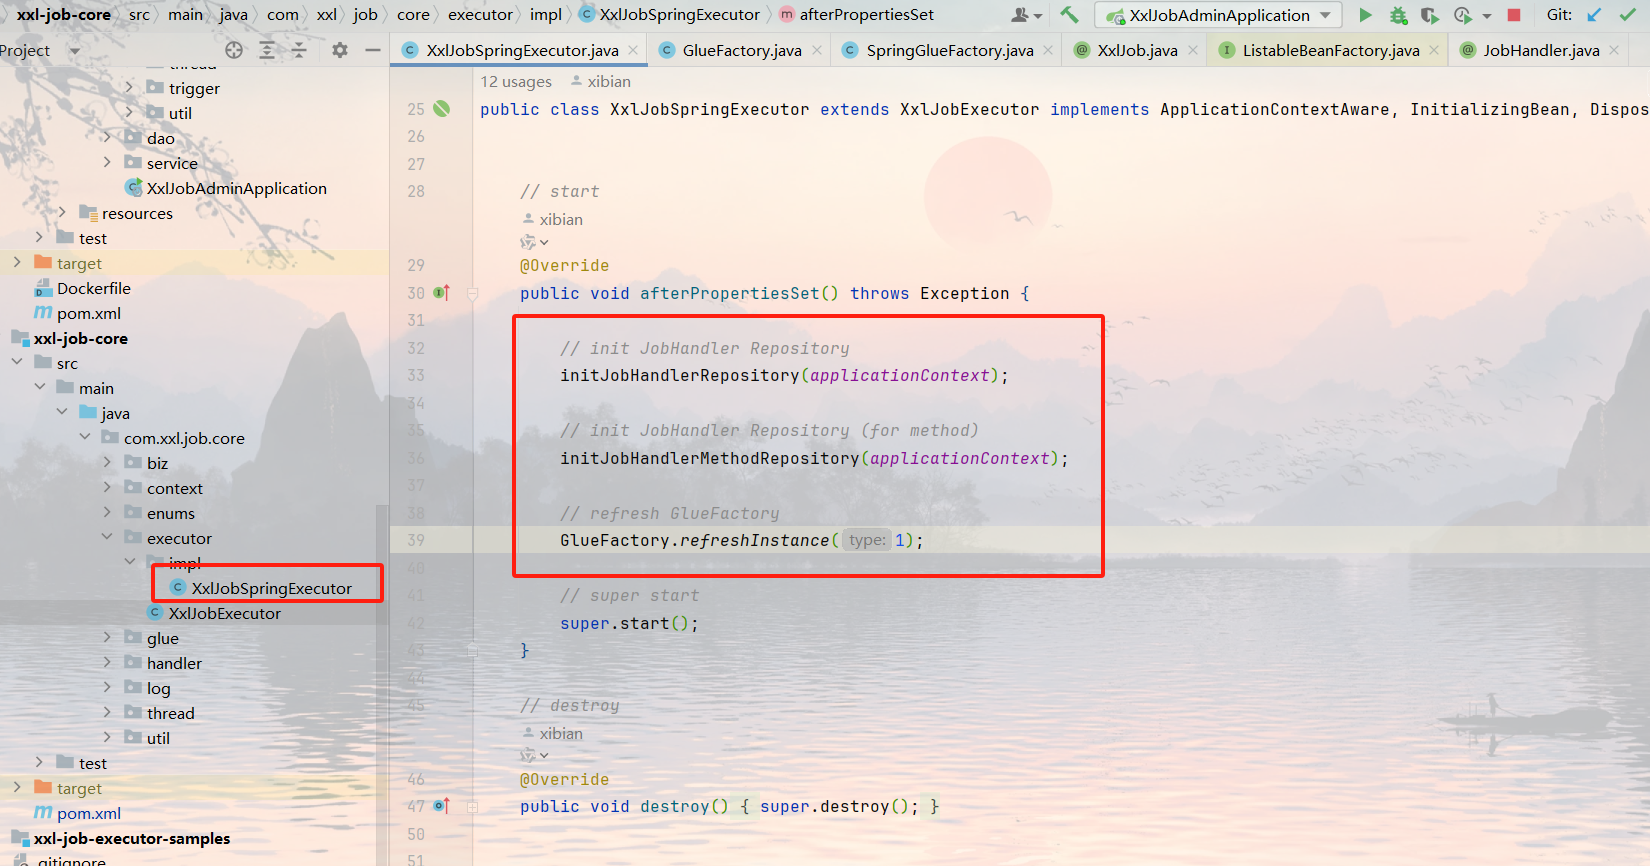 xxl-job-core src main java com xxl job core executor impl XxlJobSpringExecutor afterPropertiesSet XxlJobAdminApplication Git:
Project
XxlJobSpringExecutor.java GlueFactory.java SpringGlueFactory.java XxlJob.java ListableBeanFactory.java JobHandler.java
thread
trigger
util
dao
service
XxlJobAdminApplication
resources
test
target
Dockerfile
pom.xml
xxl-job-core
src
main
java
com.xxl.job.core
biz
context
enums
executor
impl
XxlJobSpringExecutor
XxlJobExecutor
glue
handler
log
thread
util
test
target
pom.xml
xxl-job-executor-samples
.gitignore
12 usages xibian
25 public class XxlJobSpringExecutor extends XxlJobExecutor implements ApplicationContextAware, InitializingBean, Dispos
26
27
28 // start
xibian
29 @Override
30 public void afterPropertiesSet() throws Exception {
31
32 // init JobHandler Repository
33 initJobHandlerRepository(applicationContext);
34
35 // init JobHandler Repository (for method)
36 initJobHandlerMethodRepository(applicationContext);
37
38 // refresh GlueFactory
39 GlueFactory.refreshInstance( type: 1);
40
41 // super start
42 super.start();
43 }
44
45 // destroy
xibian
46 @Override
47 public void destroy() { super.destroy(); }
50
51